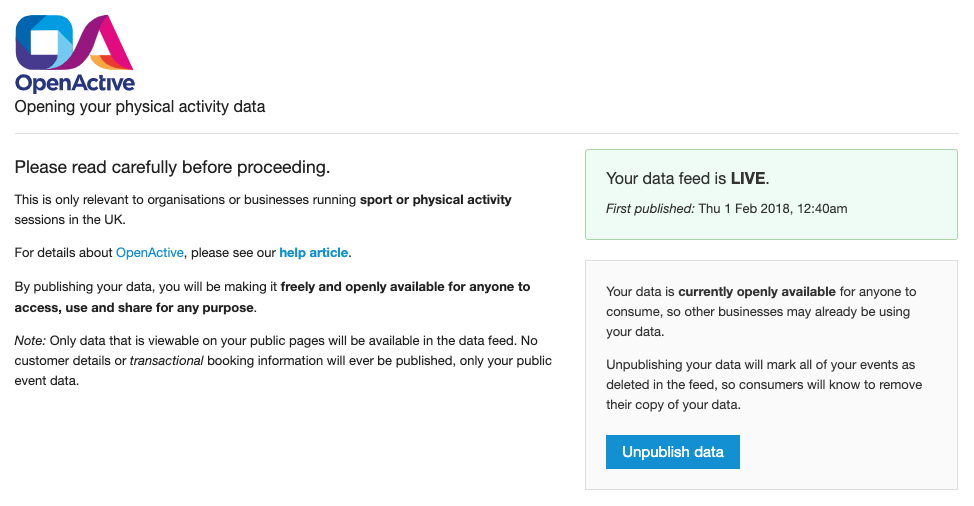 OpenActive
Opening your physical activity data
Please read carefully before proceeding.
This is only relevant to organisations or businesses running sport or physical activity
sessions in the UK.
For details about OpenActive, please see our help article.
By publishing your data, you will be making it freely and openly available for anyone to
access, use and share for any purpose.
Note: Only data that is viewable on your public pages will be available in the data feed. No
customer details or transactional booking information will ever be published, only your public
event data.
Your data feed is LIVE.
First published: Thu 1 Feb 2018, 12:40am
Your data is currently openly available for anyone to
consume, so other businesses may already be using
your data.
Unpublishing your data will mark all of your events as
deleted in the feed, so consumers will know to remove
their copy of your data.
Unpublish data